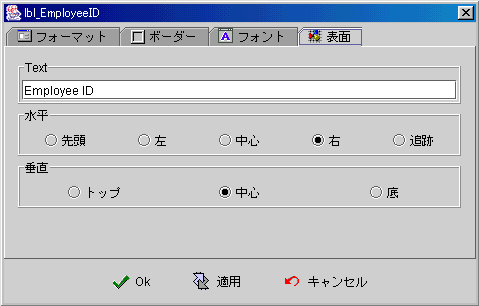 lbl_EmployeeID
フォーマット ボーダー フォント 表面
Text
Employee ID
水平
先頭 左 中心 右 追跡
垂直
トップ 中心 底
Ok 適用 キャンセル